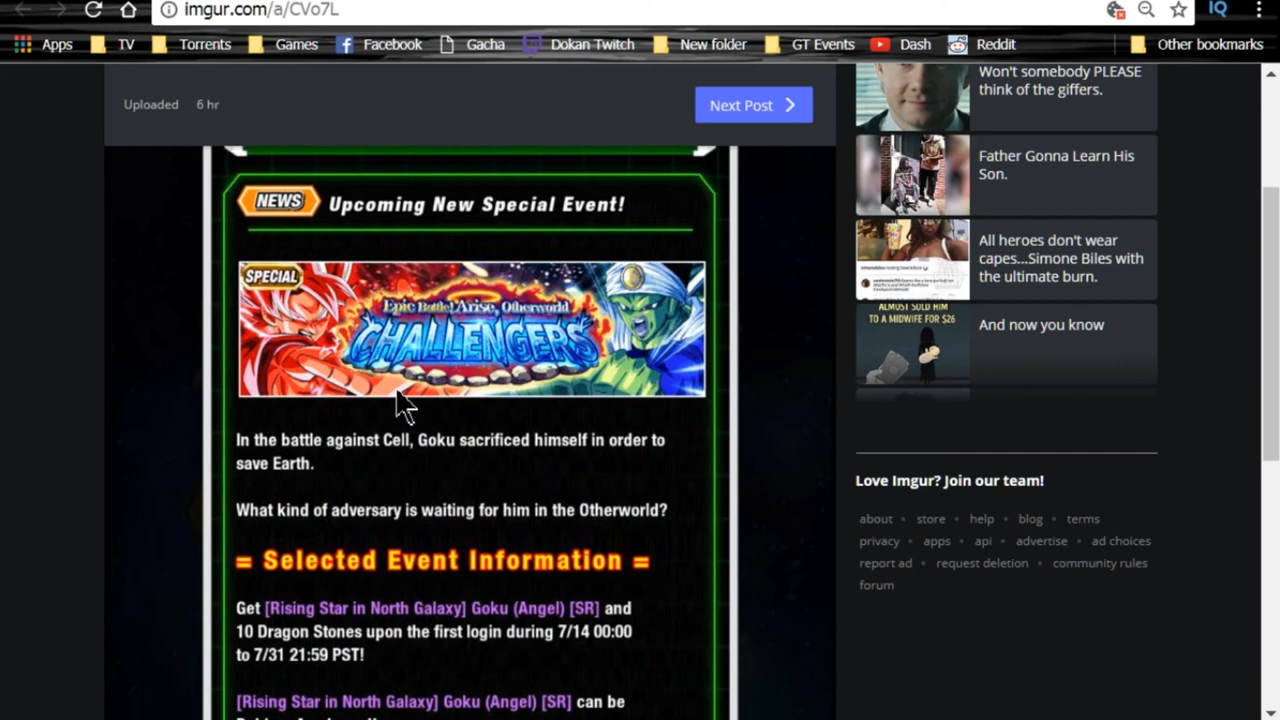 imgur.com/a/CVo7L
IQ
Apps TV Torrents Games Facebook Gacha Dokan Twitch New folder GT Events Dash Reddit Other bookmarks
Uploaded 6 hr
Next Post
NEWS Upcoming New Special Event!
SPECIAL
Epic Battle! Arise, Otherworld
CHALLENGERS
In the battle against Cell, Goku sacrificed himself in order to
save Earth.
What kind of adversary is waiting for him in the Otherworld?
= Selected Event Information =
Get [Rising Star in North Galaxy] Goku (Angel) [SR] and
10 Dragon Stones upon the first login during 7/14 00:00
to 7/31 21:59 PST!
[Rising Star in North Galaxy] Goku (Angel) [SR] can be
Won't somebody PLEASE
think of the giffers.
Father Gonna Learn His
Son.
All heroes don't wear
capes...Simone Biles with
the ultimate burn.
ALMOST SOLD HIM
TO A MIDWIFE FOR $26
And now you know
Love Imgur? Join our team!
about • store • help • blog • terms
privacy • apps • api • advertise • ad choices
report ad • request deletion • community rules
forum